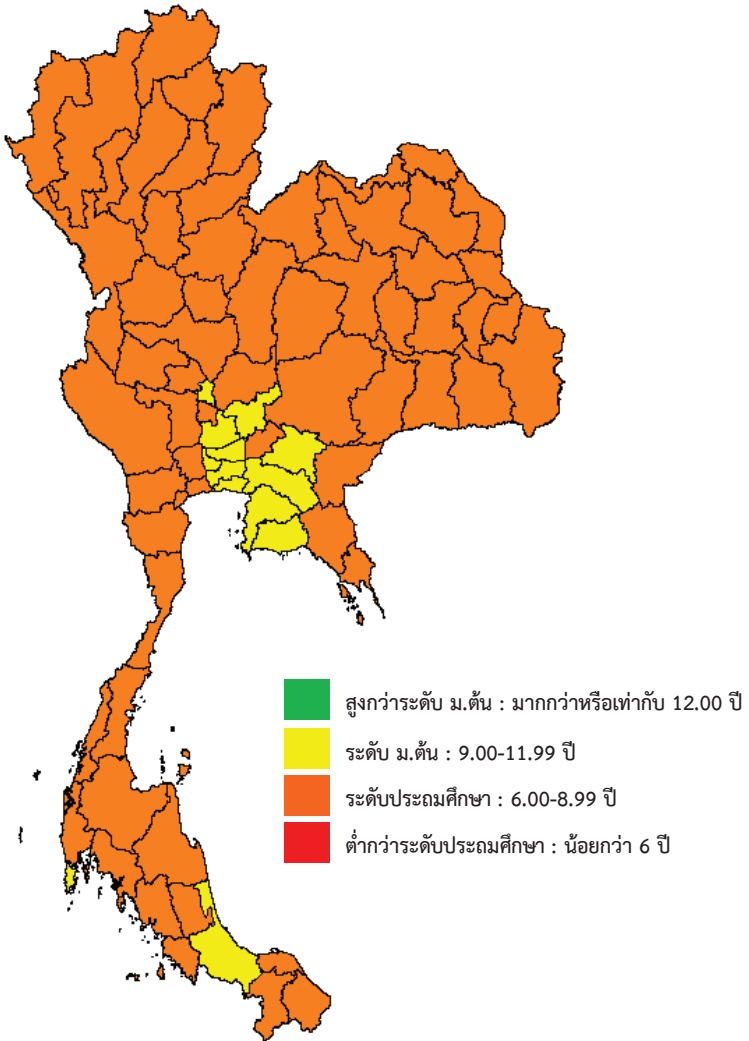 สูงกว่าระดับ ม.ต้น : มากกว่าหรือเท่ากับ 12.00 ปี
ระดับ ม.ต้น : 9.00-11.99 ปี
ระดับประถมศึกษา : 6.00-8.99 ปี
ต่ำกว่าระดับประถมศึกษา : น้อยกว่า 6 ปี